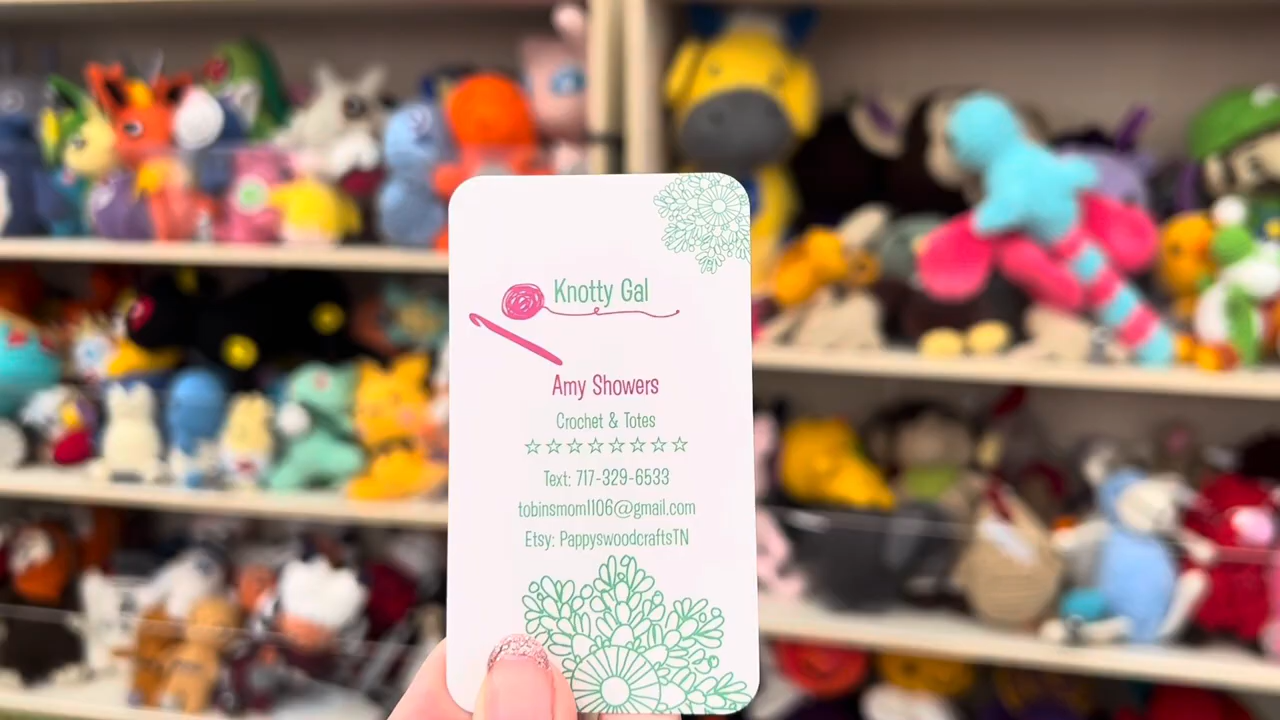 Knotty Gal
Amy Showers
Crochet & Totes
☆☆☆☆☆☆☆
Text: 717-329-6533
tobinsmom1106@gmail.com
Etsy: PappyswoodcraftsTN